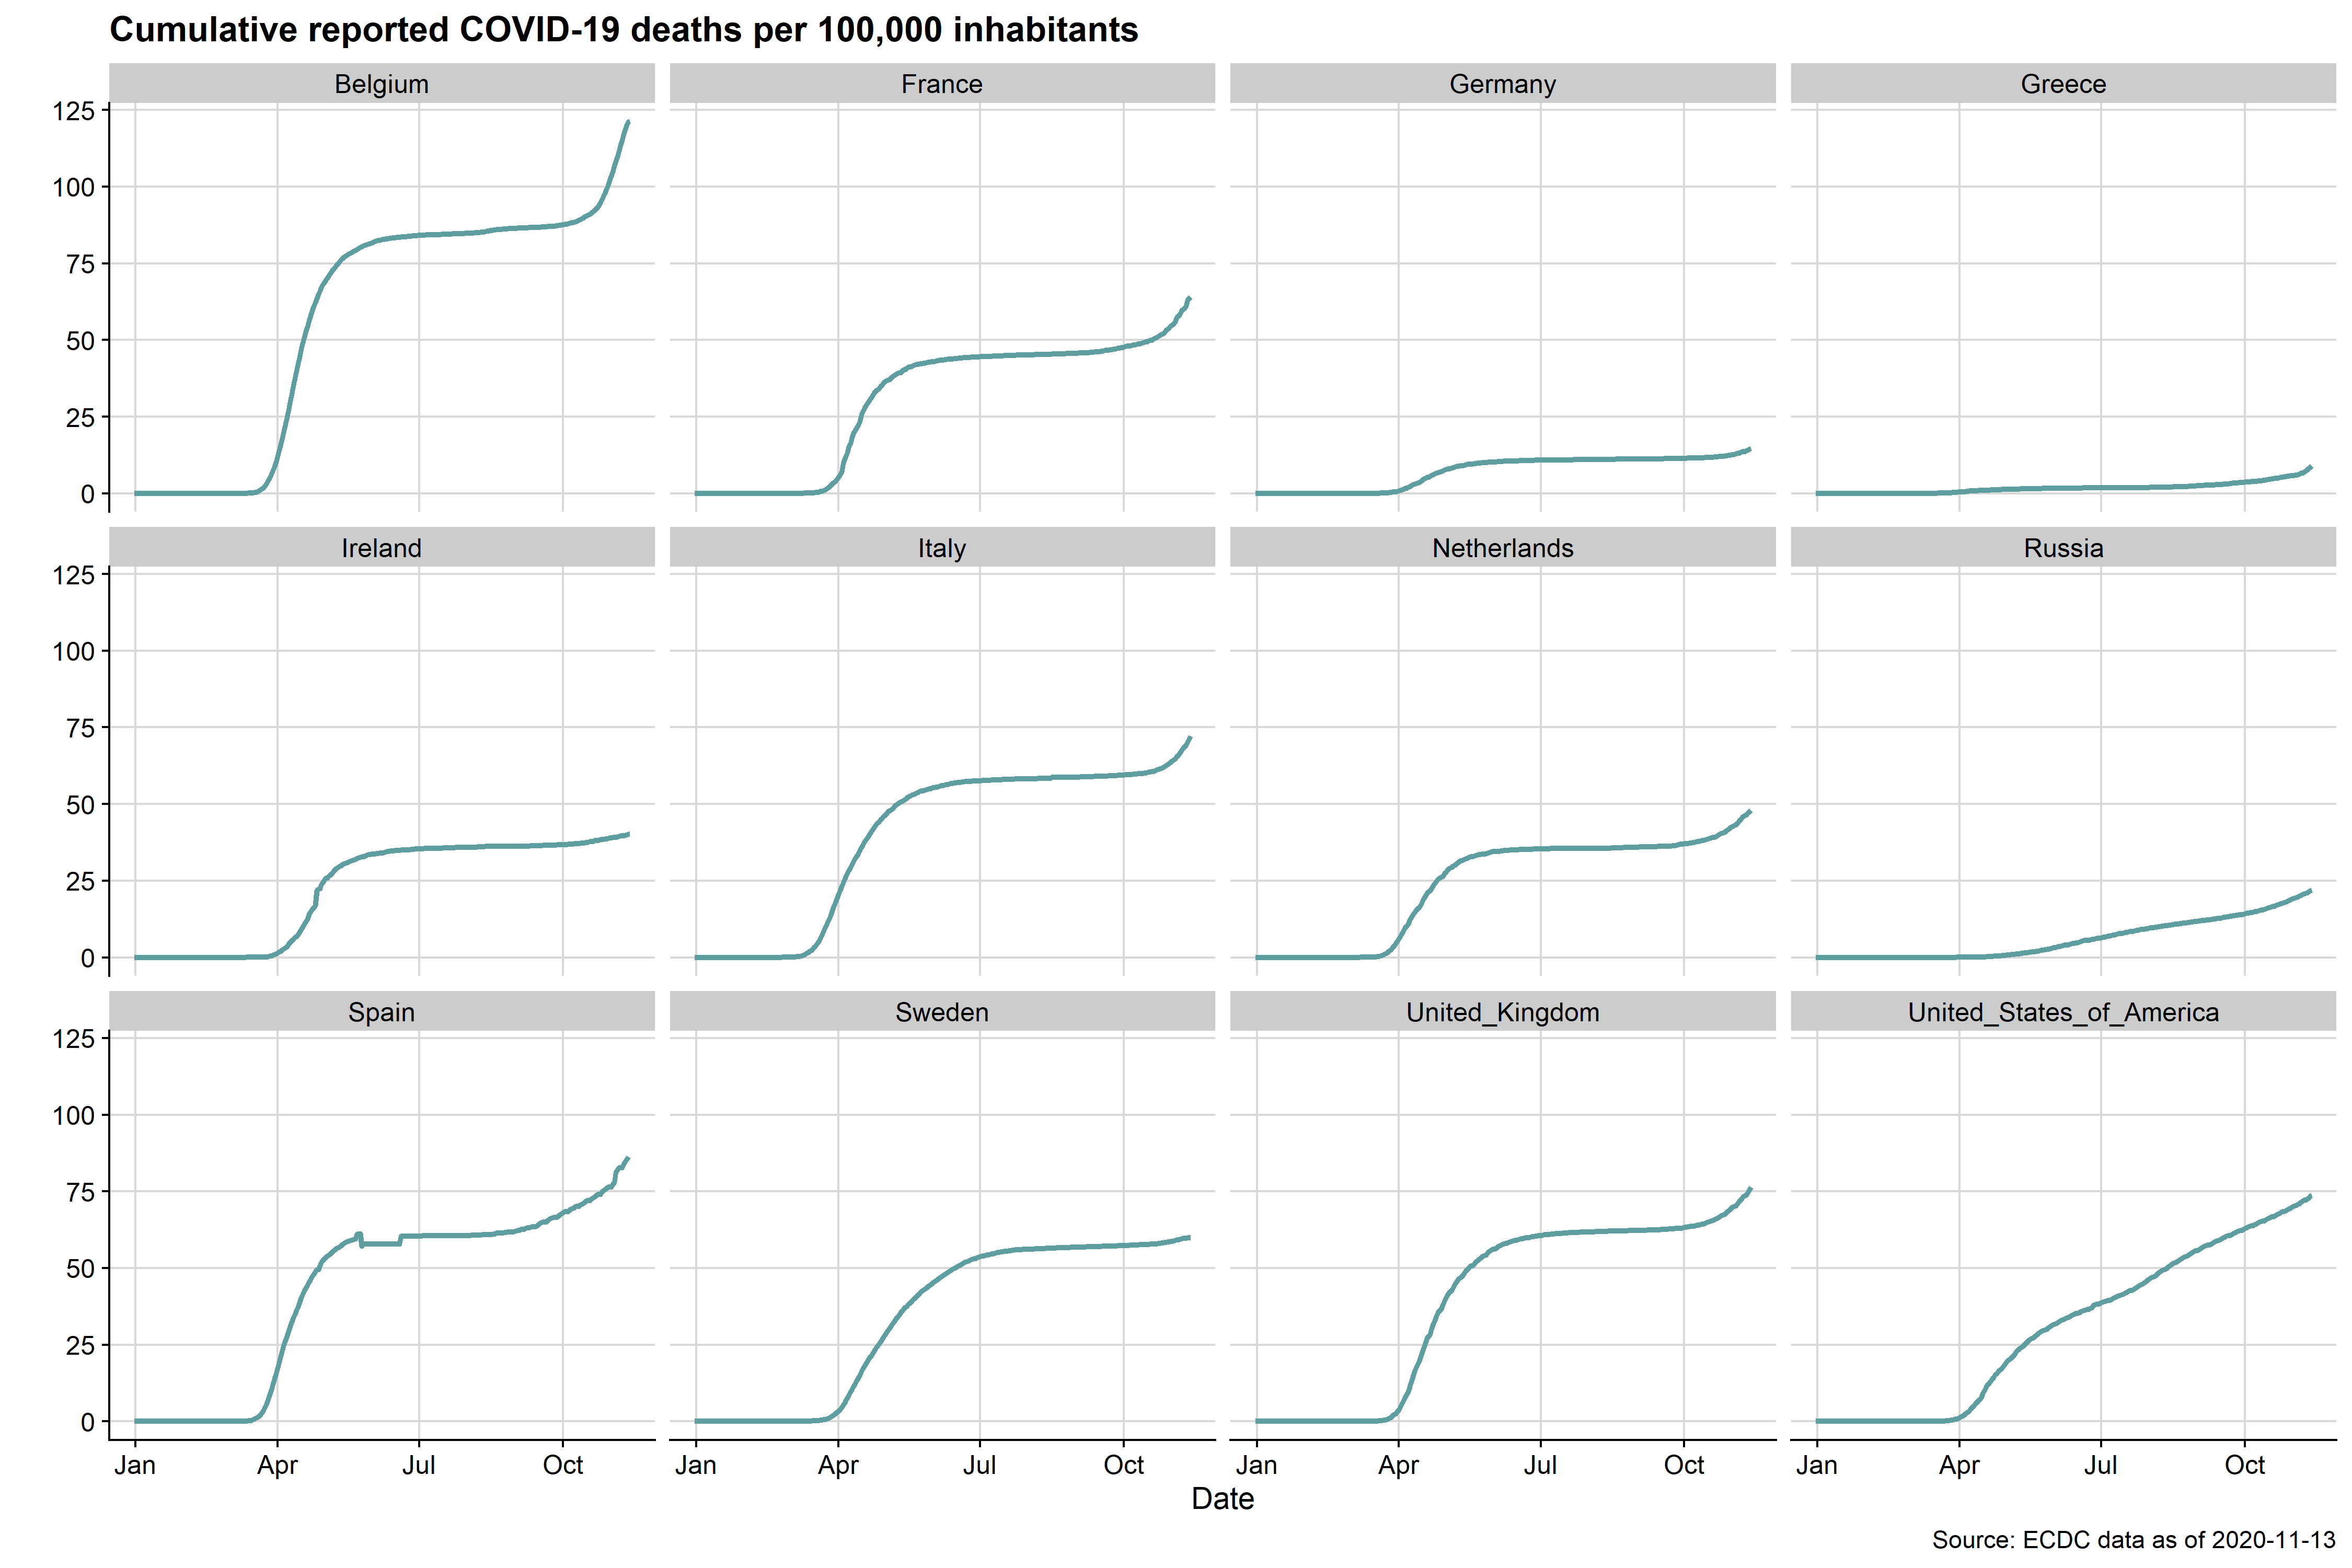 Cumulative reported COVID-19 deaths per 100,000 inhabitants
Belgium France Germany Greece
125
100
75
50
25
0
Ireland Italy Netherlands Russia
125
100
75
50
25
0
Spain Sweden United_Kingdom United_States_of_America
125
100
75
50
25
0
Jan Apr Jul Oct Jan Apr Jul Oct Jan Apr Jul Oct Jan Apr Jul Oct
Date
Source: ECDC data as of 2020-11-13